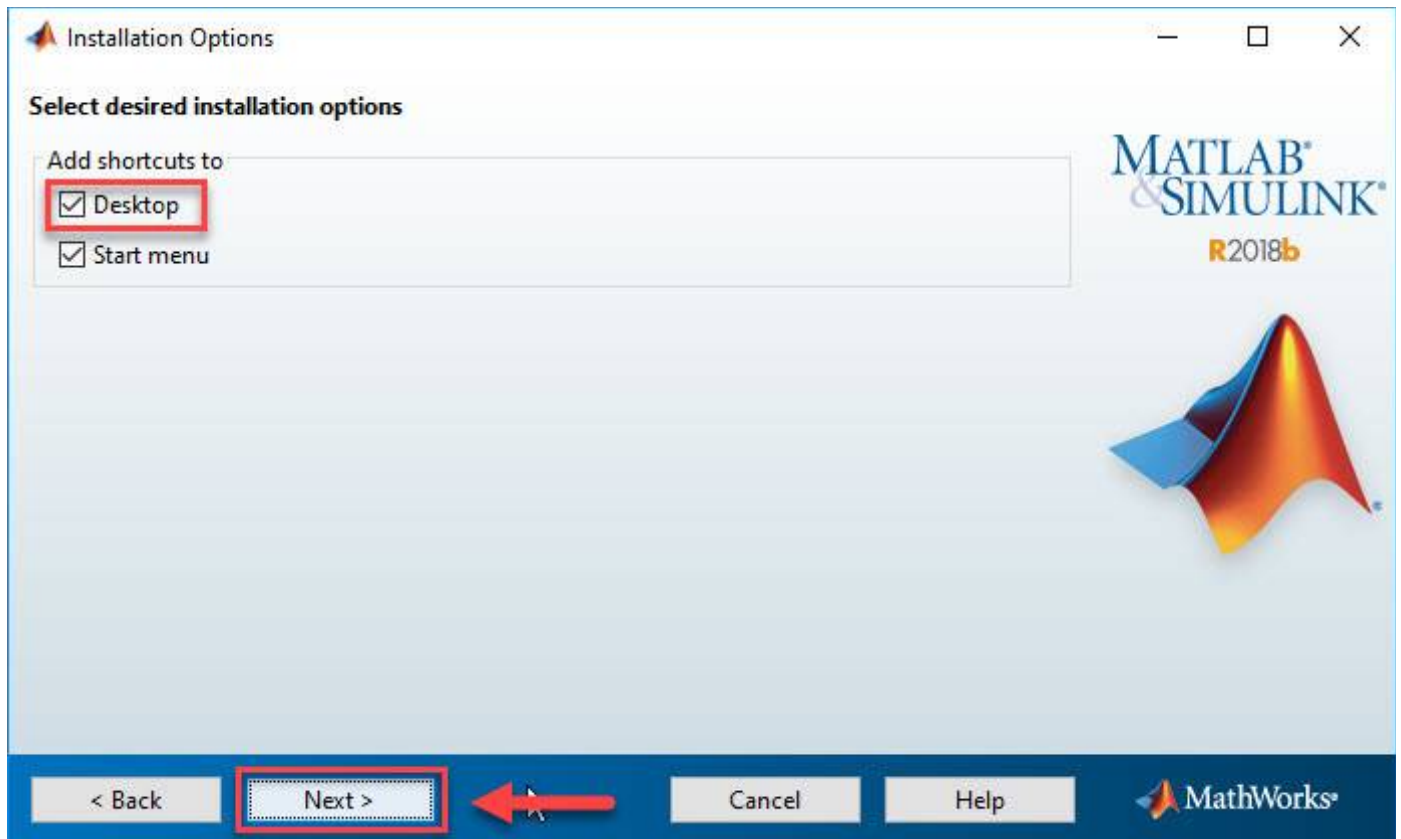 Installation Options
Select desired installation options
Add shortcuts to
Desktop
Start menu
MATLAB®
&SIMULINK®
R2018b
< Back Next > Cancel Help MathWorks®